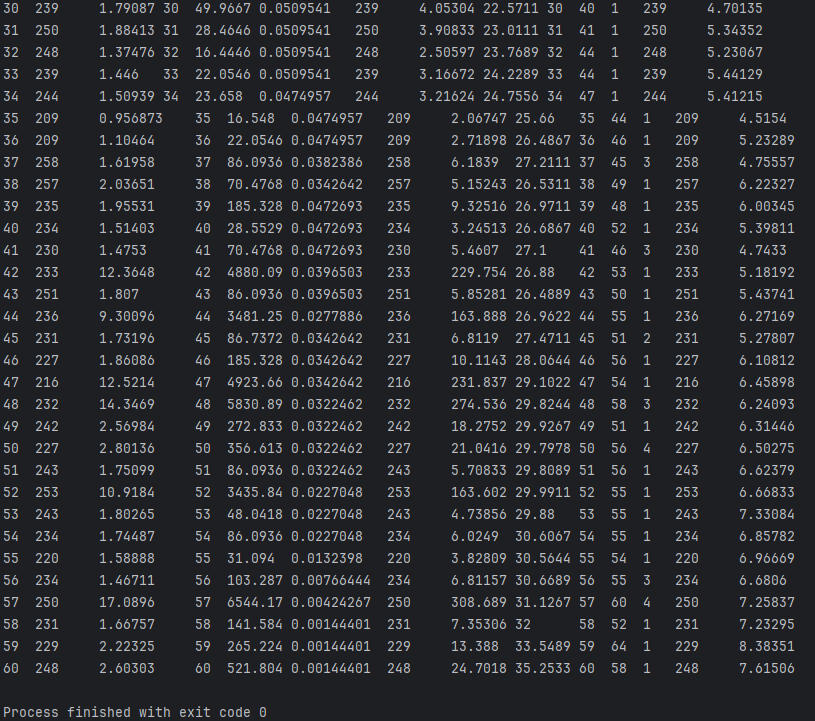 30 239 1.79087 30 49.9667 0.0509541 239 4.05304 22.5711 30 40 1 239 4.70135
31 250 1.88413 31 28.4646 0.0509541 250 3.90833 23.0111 31 41 1 250 5.34352
32 248 1.37476 32 16.4446 0.0509541 248 2.50597 23.7689 32 44 1 248 5.23067
33 239 1.446 33 22.0546 0.0509541 239 3.16672 24.2289 33 44 1 239 5.44129
34 244 1.50939 34 23.658 0.0474957 244 3.21624 24.7556 34 47 1 244 5.41215
35 209 0.956873 35 16.548 0.0474957 209 2.06747 25.66 35 44 1 209 4.5154
36 209 1.10464 36 22.0546 0.0474957 209 2.71898 26.4867 36 46 1 209 5.23289
37 258 1.61958 37 86.0936 0.0382386 258 6.1839 27.2111 37 45 3 258 4.75557
38 257 2.03651 38 70.4768 0.0342642 257 5.15243 26.5311 38 49 1 257 6.22327
39 235 1.95531 39 185.328 0.0472693 235 9.32516 26.9711 39 48 1 235 6.00345
40 234 1.51403 40 28.5529 0.0472693 234 3.24513 26.6867 40 52 1 234 5.39811
41 230 1.4753 41 70.4768 0.0472693 230 5.4607 27.1 41 46 3 230 4.7433
42 233 12.3648 42 4880.09 0.0396503 233 229.754 26.88 42 53 1 233 5.18192
43 251 1.807 43 86.0936 0.0396503 251 5.85281 26.4889 43 50 1 251 5.43741
44 236 9.30096 44 3481.25 0.0277886 236 163.888 26.9622 44 55 1 236 6.27169
45 231 1.73196 45 86.7372 0.0342642 231 6.8119 27.4711 45 51 2 231 5.27807
46 227 1.86086 46 185.328 0.0342642 227 10.1143 28.0644 46 56 1 227 6.10812
47 216 12.5214 47 4923.66 0.0342642 216 231.837 29.1022 47 54 1 216 6.45898
48 232 14.3469 48 5830.89 0.0322462 232 274.536 29.8244 48 58 3 232 6.24093
49 242 2.56984 49 272.833 0.0322462 242 18.2752 29.9267 49 51 1 242 6.31446
50 227 2.80136 50 356.613 0.0322462 227 21.0416 29.7978 50 56 4 227 6.50275
51 243 1.75099 51 86.0936 0.0322462 243 5.70833 29.8089 51 56 1 243 6.62379
52 253 10.9184 52 3435.84 0.0227048 253 163.602 29.9911 52 55 1 253 6.66833
53 243 1.80265 53 48.0418 0.0227048 243 4.73856 29.88 53 55 1 243 7.33084
54 234 1.74487 54 86.0936 0.0227048 234 6.0249 30.6067 54 55 1 234 6.85782
55 220 1.58888 55 31.094 0.0132398 220 3.82809 30.5644 55 54 1 220 6.96669
56 234 1.46711 56 103.287 0.00766444 234 6.81157 30.6689 56 55 3 234 6.6806
57 250 17.0896 57 6544.17 0.00424267 250 308.689 31.1267 57 60 4 250 7.25837
58 231 1.66757 58 141.584 0.00144401 231 7.35306 32 58 52 1 231 7.23295
59 229 2.22325 59 265.224 0.00144401 229 13.388 33.5489 59 64 1 229 8.38351
60 248 2.60303 60 521.804 0.00144401 248 24.7018 35.2533 60 58 1 248 7.61506
Process finished with exit code 0